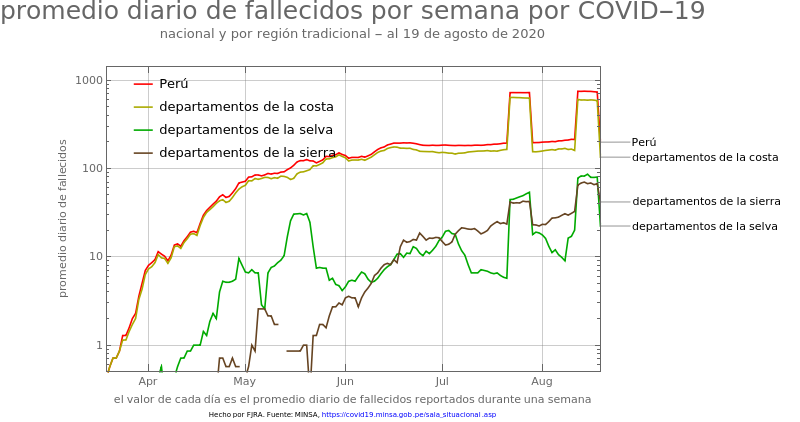 promedio diario de fallecidos por semana por COVID‒19
nacional y por región tradicional ‒ al 19 de agosto de 2020
promedio diario de fallecidos
1000
100
10
1
Perú
departamentos de la costa
departamentos de la selva
departamentos de la sierra
Perú
departamentos de la costa
departamentos de la sierra
departamentos de la selva
Apr May Jun Jul Aug
el valor de cada día es el promedio diario de fallecidos reportados durante una semana
Hecho por FJRA. Fuente: MINSA, https://covid19.minsa.gob.pe/sala_situacional.asp